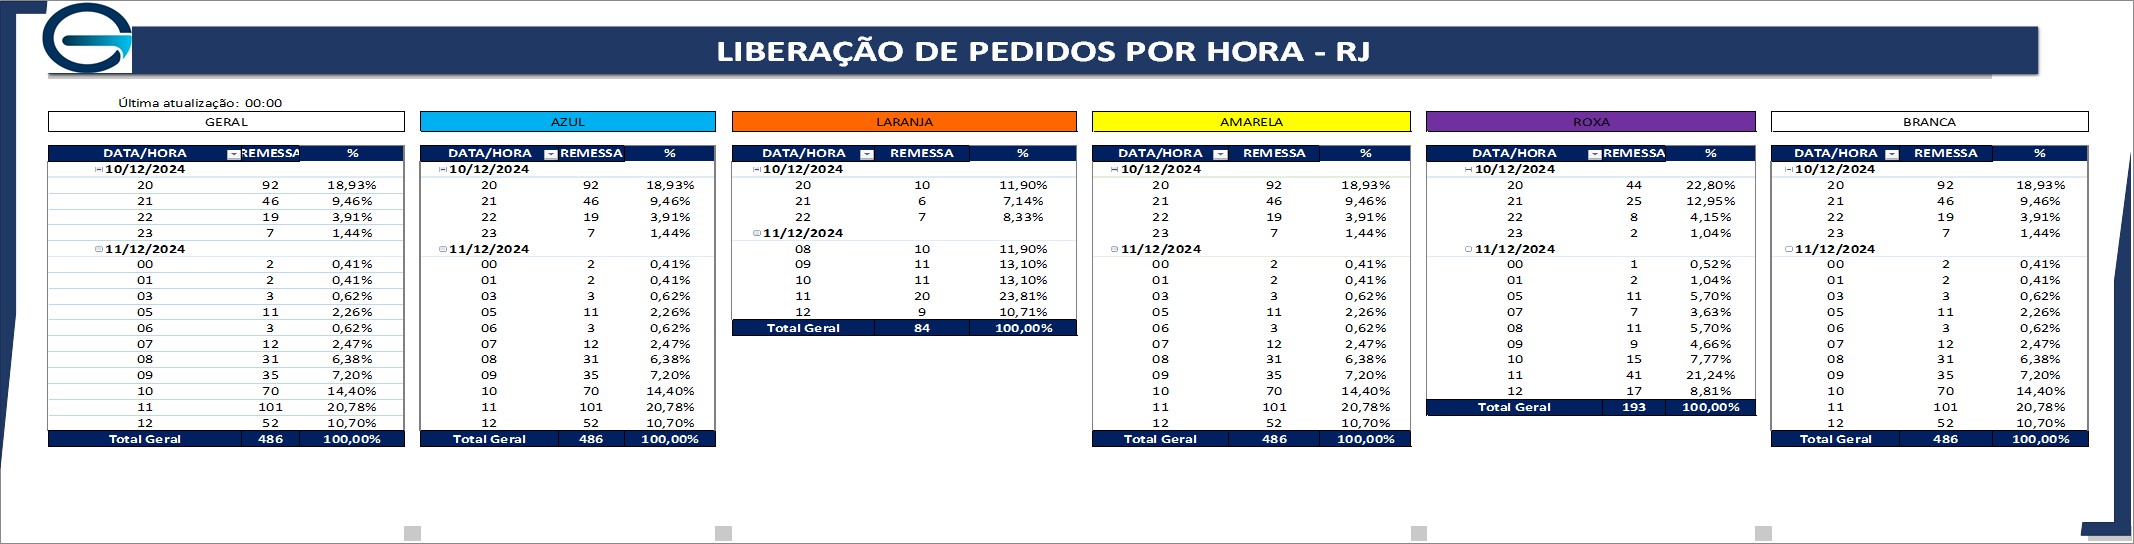 LIBERAÇÃO DE PEDIDOS POR HORA - RJ
Última atualização: 00:00
GERAL
DATA/HORA REMESSA %
10/12/2024
20 92 18,93%
21 46 9,46%
22 19 3,91%
23 7 1,44%
11/12/2024
00 2 0,41%
01 2 0,41%
03 3 0,62%
05 11 2,26%
06 3 0,62%
07 12 2,47%
08 31 6,38%
09 35 7,20%
10 70 14,40%
11 101 20,78%
12 52 10,70%
Total Geral 486 100,00%
AZUL
DATA/HORA REMESSA %
10/12/2024
20 92 18,93%
21 46 9,46%
22 19 3,91%
23 7 1,44%
11/12/2024
00 2 0,41%
01 2 0,41%
03 3 0,62%
05 11 2,26%
06 3 0,62%
07 12 2,47%
08 31 6,38%
09 35 7,20%
10 70 14,40%
11 101 20,78%
12 52 10,70%
Total Geral 486 100,00%
LARANJA
DATA/HORA REMESSA %
10/12/2024
20 10 11,90%
21 6 7,14%
22 7 8,33%
11/12/2024
08 10 11,90%
09 11 13,10%
10 11 13,10%
11 20 23,81%
12 9 10,71%
Total Geral 84 100,00%
AMARELA
DATA/HORA REMESSA %
10/12/2024
20 92 18,93%
21 46 9,46%
22 19 3,91%
23 7 1,44%
11/12/2024
00 2 0,41%
01 2 0,41%
03 3 0,62%
05 11 2,26%
06 3 0,62%
07 12 2,47%
08 31 6,38%
09 35 7,20%
10 70 14,40%
11 101 20,78%
12 52 10,70%
Total Geral 486 100,00%
ROXA
DATA/HORA REMESSA %
10/12/2024
20 44 22,80%
21 25 12,95%
22 8 4,15%
23 2 1,04%
11/12/2024
00 1 0,52%
01 2 1,04%
05 11 5,70%
07 7 3,63%
08 11 5,70%
09 9 4,66%
10 15 7,77%
11 41 21,24%
12 17 8,81%
Total Geral 193 100,00%
BRANCA
DATA/HORA REMESSA %
10/12/2024
20 92 18,93%
21 46 9,46%
22 19 3,91%
23 7 1,44%
11/12/2024
00 2 0,41%
01 2 0,41%
03 3 0,62%
05 11 2,26%
06 3 0,62%
07 12 2,47%
08 31 6,38%
09 35 7,20%
10 70 14,40%
11 101 20,78%
12 52 10,70%
Total Geral 486 100,00%